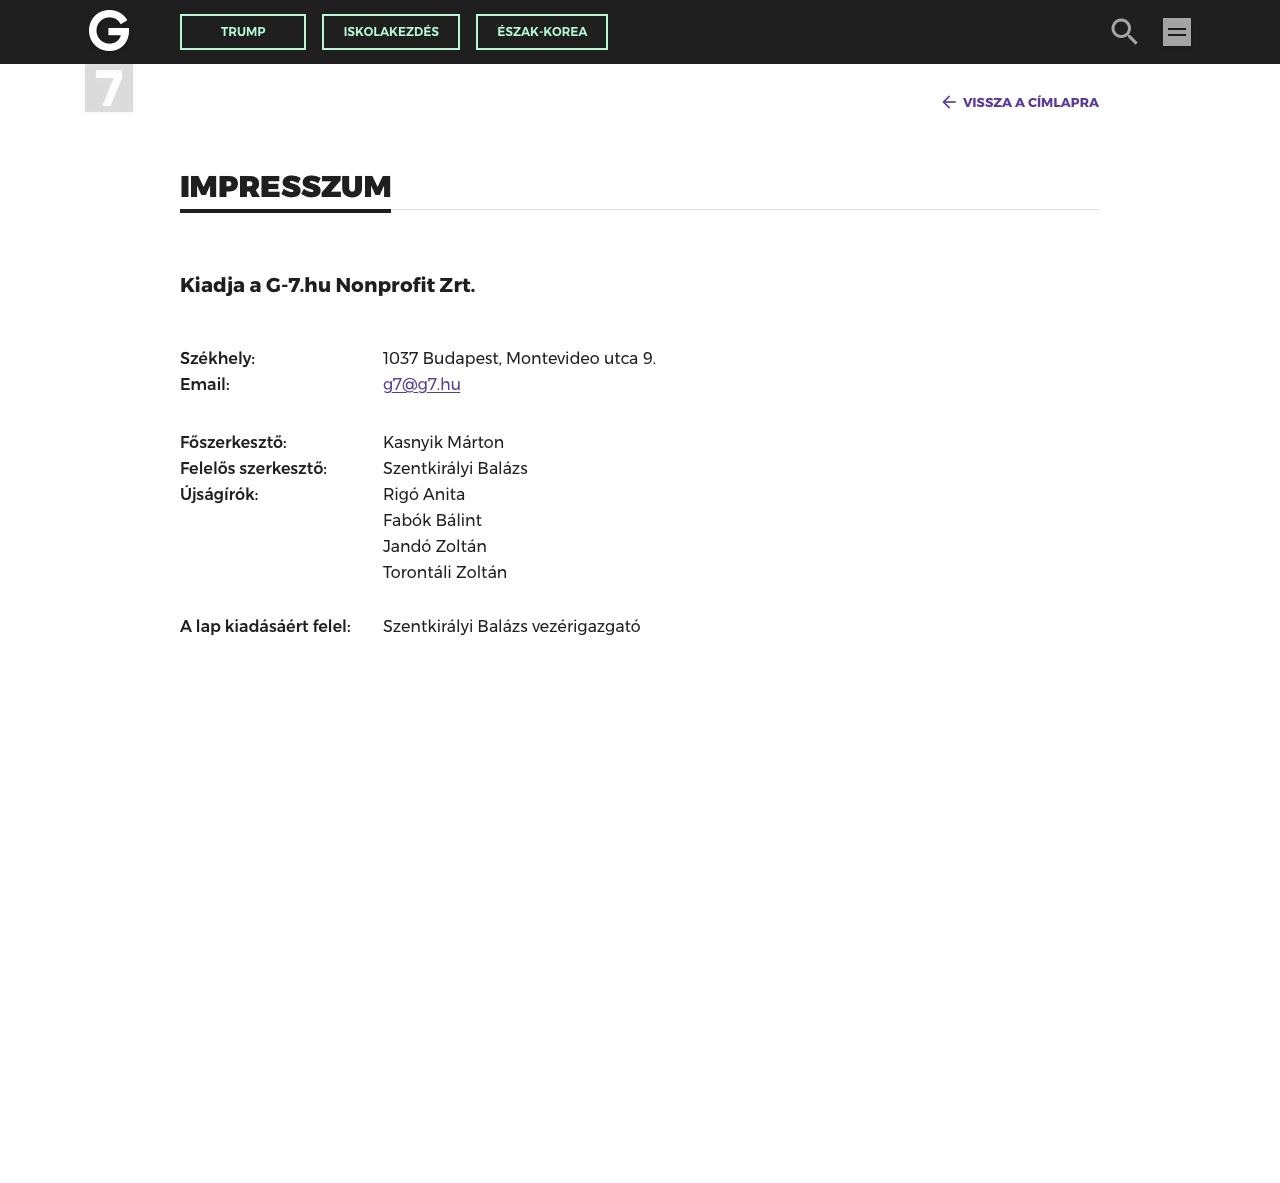 G
7
TRUMP
ISKOLAKEZDÉS
ÉSZAK-KOREA
VISSZA A CÍMLAPRA
IMPRESSZUM
Kiadja a G-7.hu Nonprofit Zrt.
Székhely: 1037 Budapest, Montevideo utca 9.
Email: g7@g7.hu
Főszerkesztő: Kasnyik Márton
Felelős szerkesztő: Szentkirályi Balázs
Újságírók: Rigó Anita
Fabók Bálint
Jandó Zoltán
Torontáli Zoltán
A lap kiadásáért felel: Szentkirályi Balázs vezérigazgató